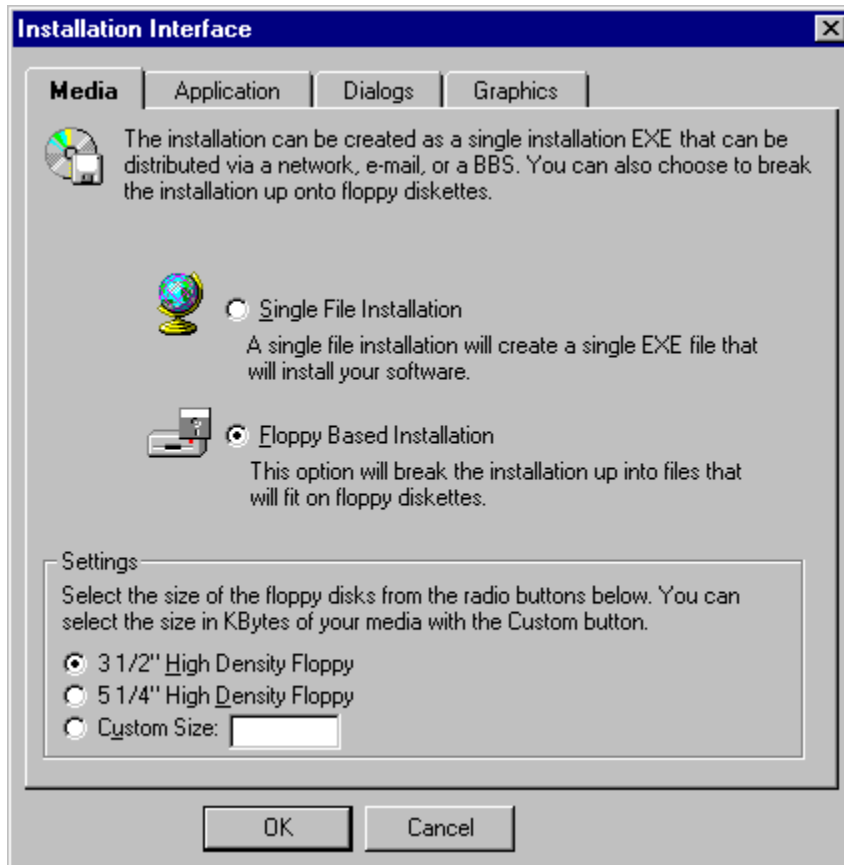 Installation Interface
Media Application Dialogs Graphics
The installation can be created as a single installation EXE that can be
distributed via a network, e-mail, or a BBS. You can also choose to break
the installation up onto floppy diskettes.
Single File Installation
A single file installation will create a single EXE file that
will install your software.
Floppy Based Installation
This option will break the installation up into files that
will fit on floppy diskettes.
Settings
Select the size of the floppy disks from the radio buttons below. You can
select the size in KBytes of your media with the Custom button.
3 1/2" High Density Floppy
5 1/4" High Density Floppy
Custom Size:
OK Cancel